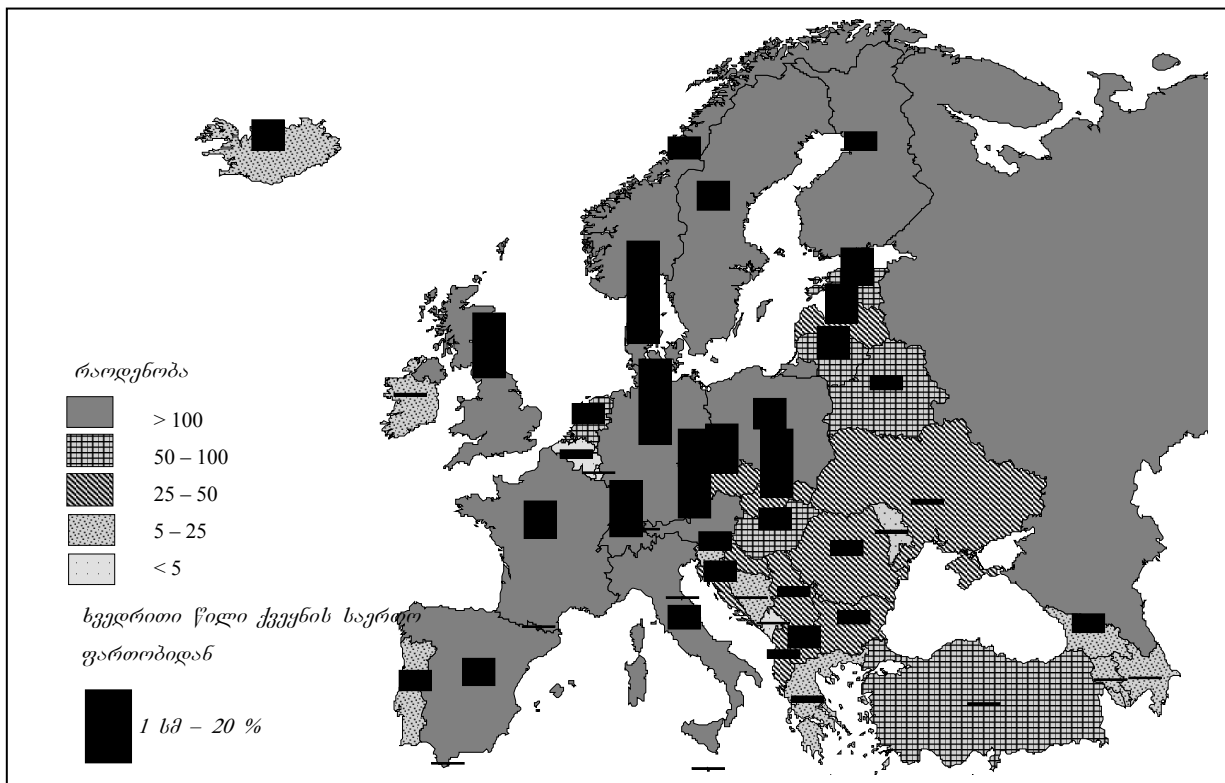 რაოდენობა
> 100
50 – 100
25 – 50
5 – 25
< 5
ხვედრითი წილი ქვეყნის საერთო
ფართობიდან
1 სმ – 20 %